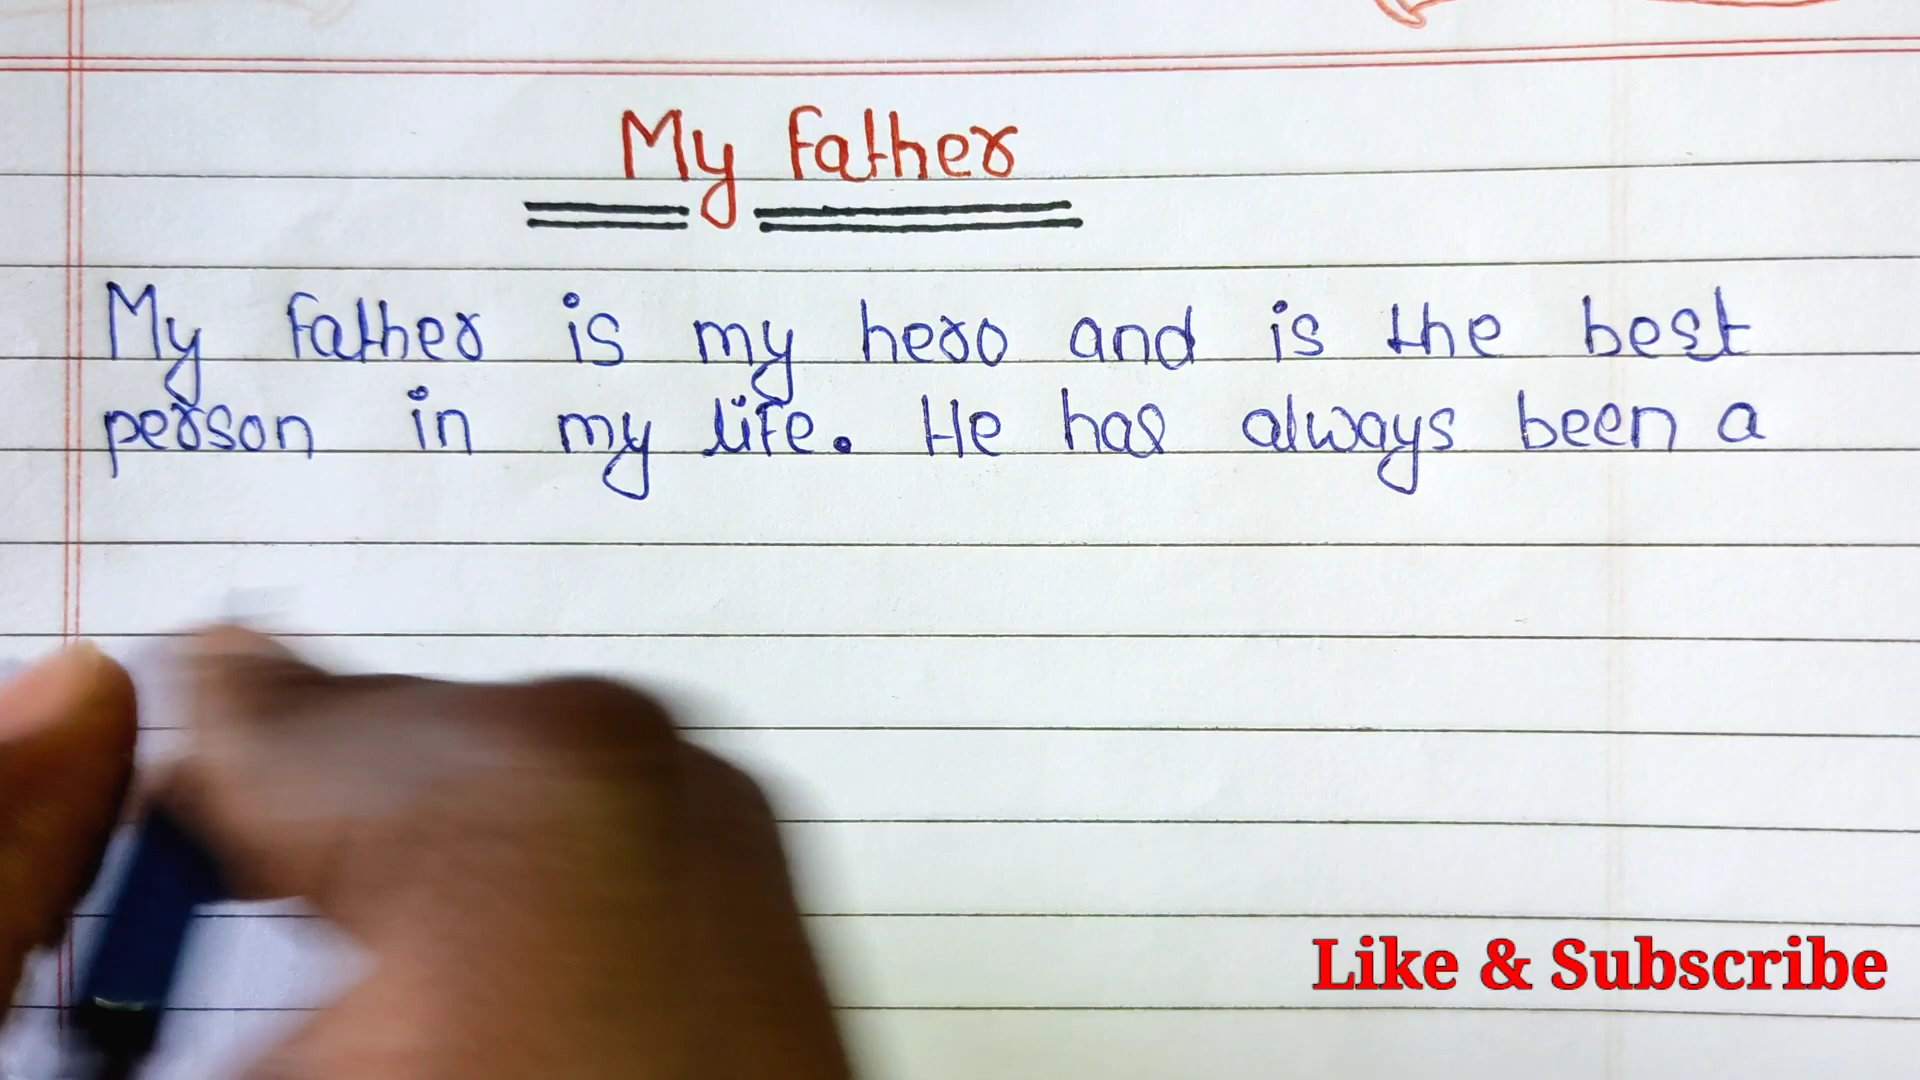 My Father
My Father is my hero and is the best
person in my life. He has always been a
Like & Subscribe